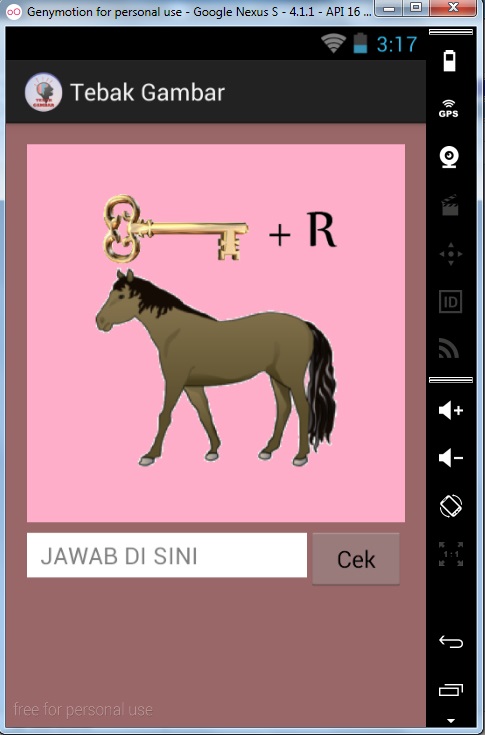 Genymotion for personal use - Google Nexus S - 4.1.1 - API 16 ...
3:17
Tebak Gambar
GPS
+ R
ID
1:1
JAWAB DI SINI
Cek
free for personal use